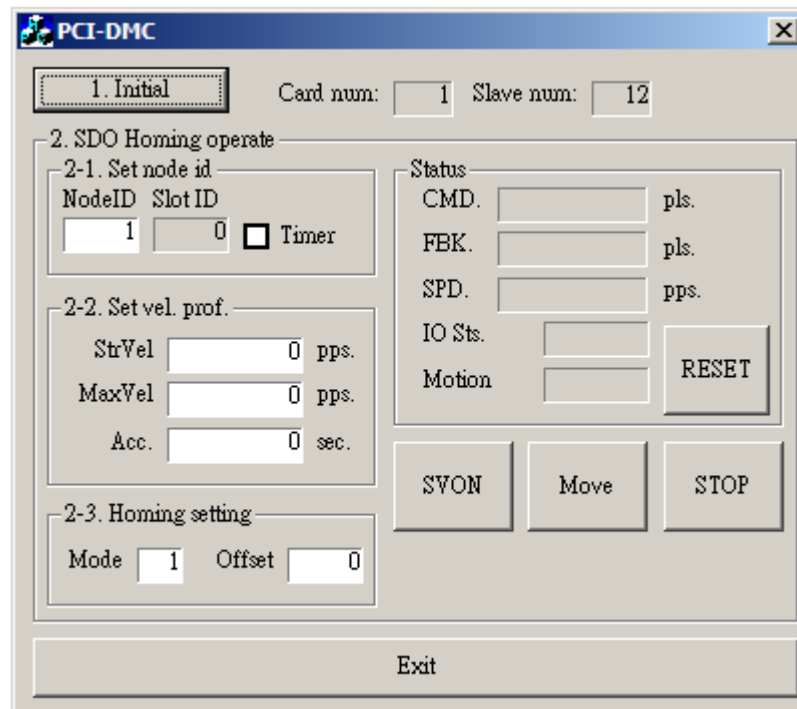 PCI-DMC
1. Initial Card num: 1 Slave num: 12
2. SDO Homing operate
2-1. Set node id
NodeID Slot ID
1 0 Timer
2-2. Set vel. prof.
StrVel 0 pps.
MaxVel 0 pps.
Acc. 0 sec.
2-3. Homing setting
Mode 1 Offset 0
Status
CMD. pls.
FBK. pls.
SPD. pps.
IO Sts.
Motion
RESET
SVON Move STOP
Exit